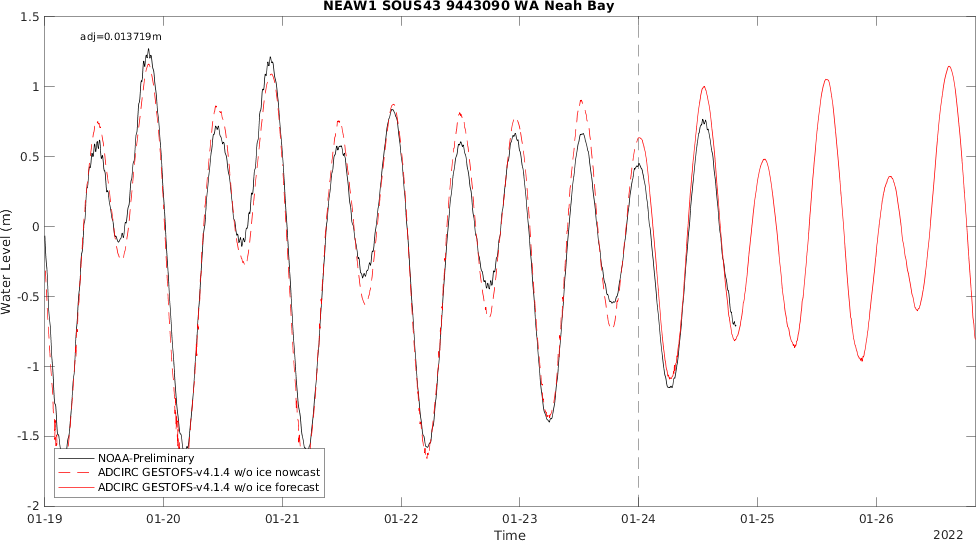 NEAW1 SOUS43 9443090 WA Neah Bay
adj=0.013719m
1.5
1
0.5
0
-0.5
-1
-1.5
-2
Water Level (m)
NOAA-Preliminary
ADCIRC GESTOFS-v4.1.4 w/o ice nowcast
ADCIRC GESTOFS-v4.1.4 w/o ice forecast
01-19 01-20 01-21 01-22 01-23 01-24 01-25 01-26
Time
2022